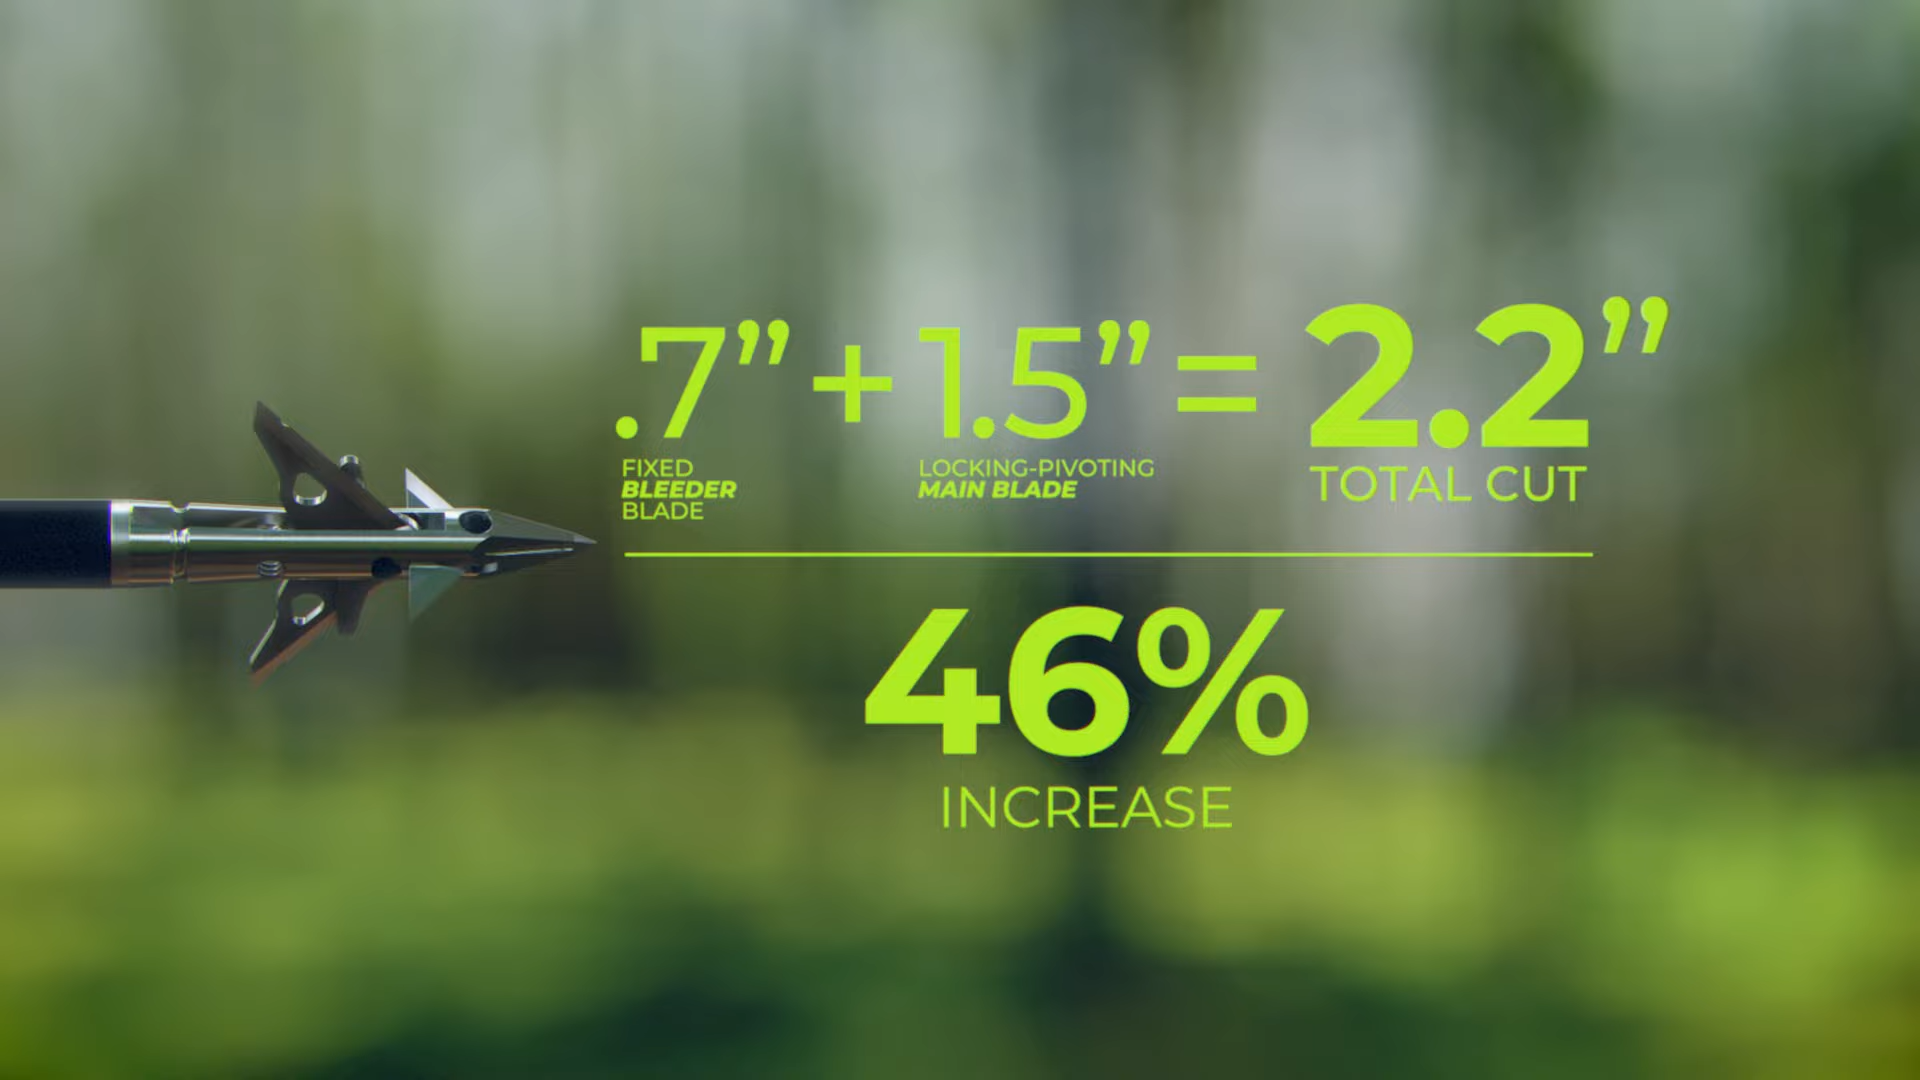 .7” + 1.5” = 2.2”
FIXED
BLEEDER
BLADE
LOCKING-PIVOTING
MAIN BLADE
TOTAL CUT
46%
INCREASE